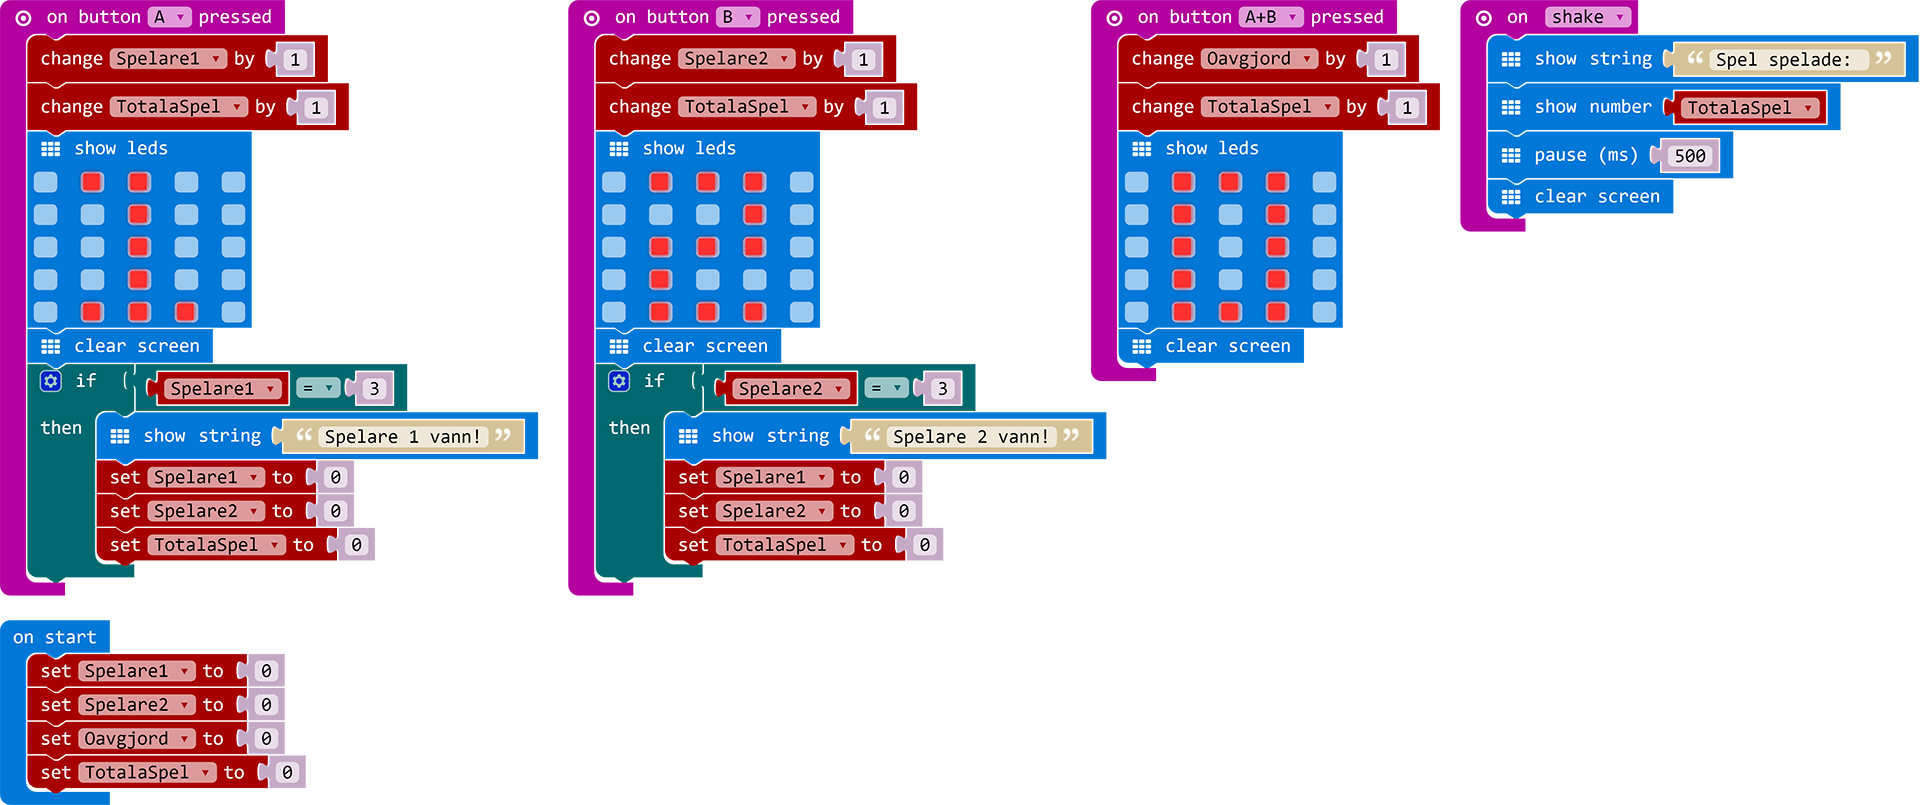 on button A pressed
change Spelare1 by 1
change TotalaSpel by 1
show leds
clear screen
if Spelare1 = 3
then
show string “ Spelare 1 vann! ”
set Spelare1 to 0
set Spelare2 to 0
set TotalaSpel to 0
on button B pressed
change Spelare2 by 1
change TotalaSpel by 1
show leds
clear screen
if Spelare2 = 3
then
show string “ Spelare 2 vann! ”
set Spelare1 to 0
set Spelare2 to 0
set TotalaSpel to 0
on button A+B pressed
change Oavgjord by 1
change TotalaSpel by 1
show leds
clear screen
on shake
show string “ Spel spelade: ”
show number TotalaSpel
pause (ms) 500
clear screen
on start
set Spelare1 to 0
set Spelare2 to 0
set Oavgjord to 0
set TotalaSpel to 0